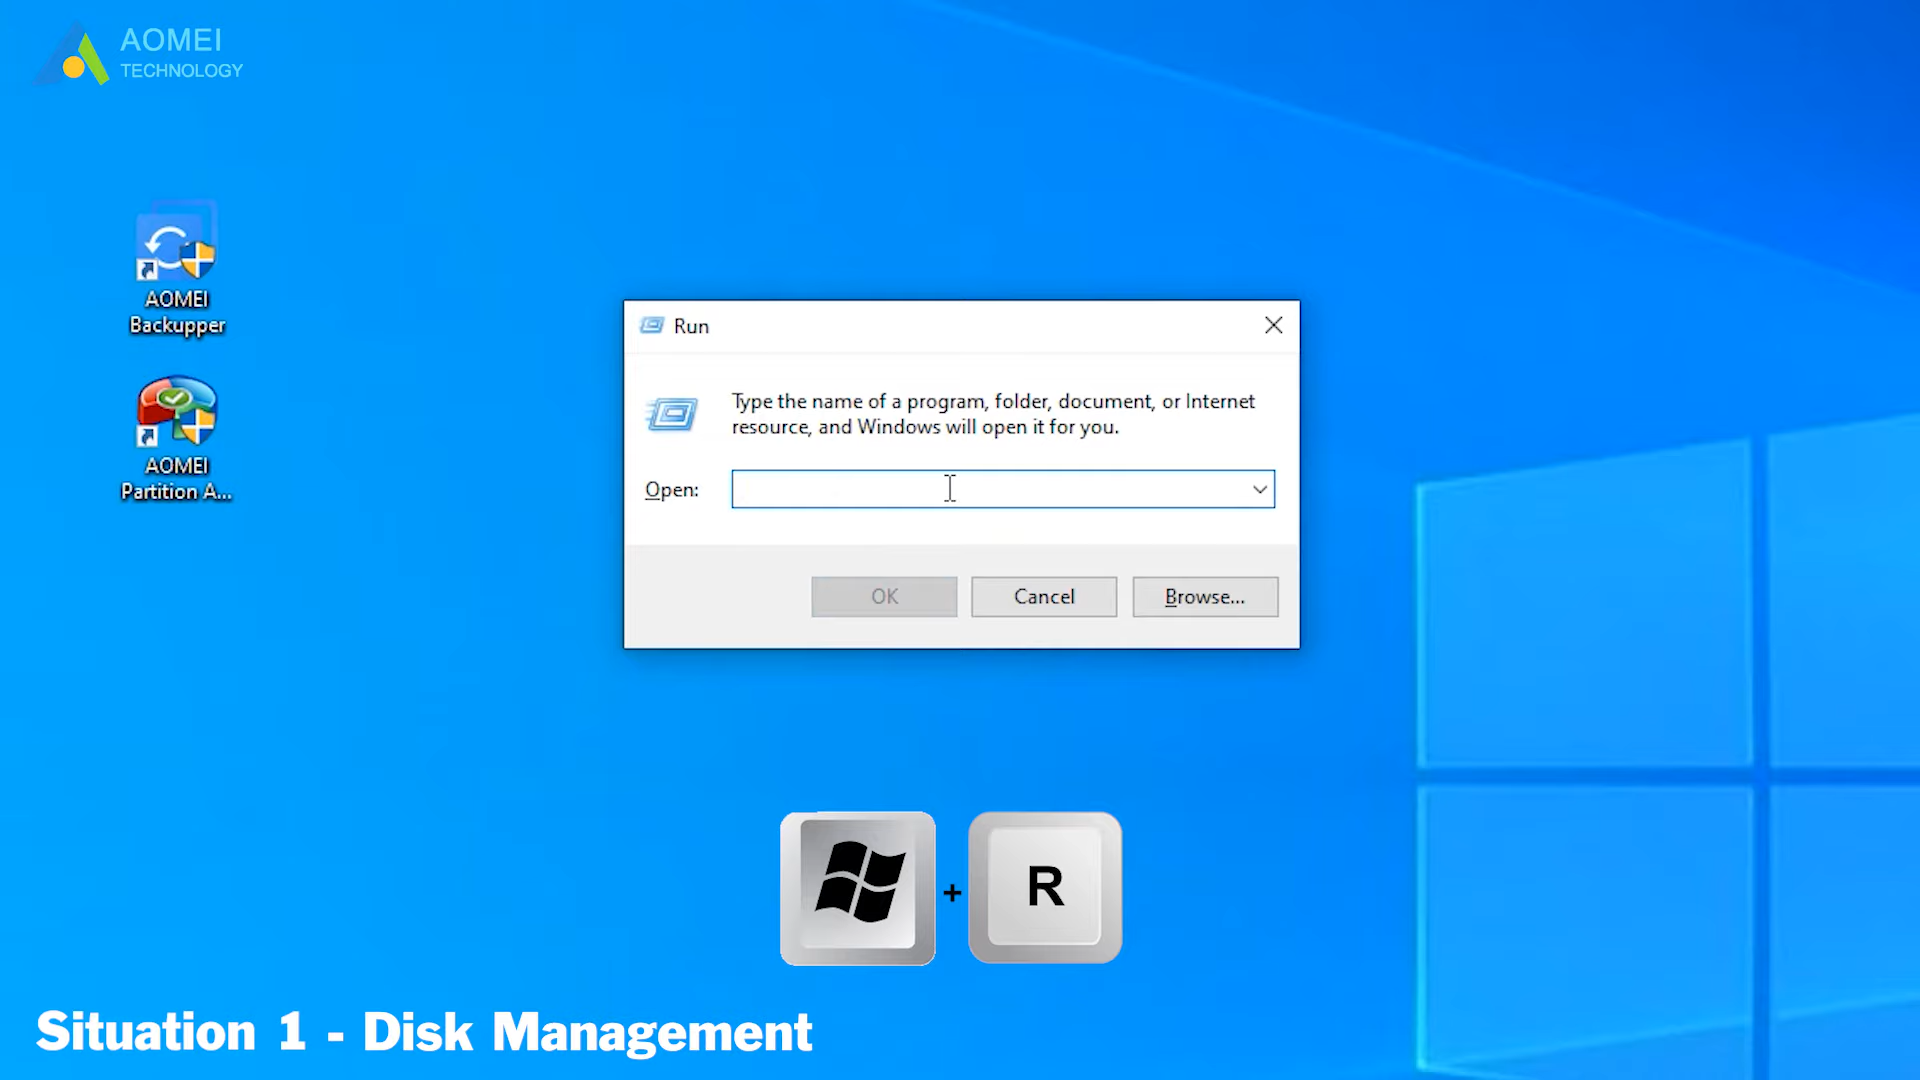 AOMEI
TECHNOLOGY
AOMEI
Backupper
AOMEI
Partition A...
Run
Type the name of a program, folder, document, or Internet
resource, and Windows will open it for you.
Open:
OK
Cancel
Browse...
+
R
Situation 1 - Disk Management